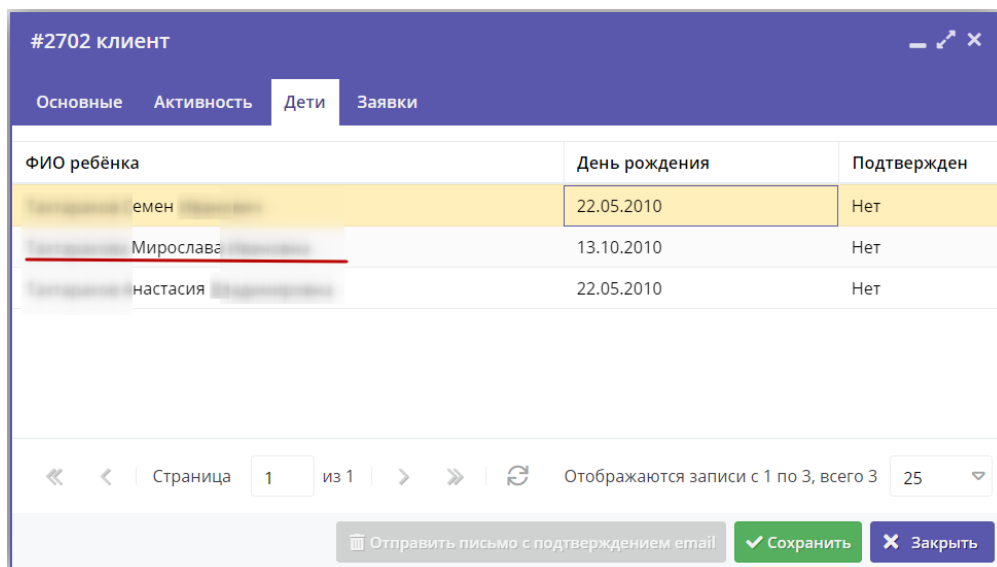 #2702 клиент
Основные Активность Дети Заявки
ФИО ребёнка День рождения Подтвержден
емен 22.05.2010 Нет
Мирослава 13.10.2010 Нет
настасия 22.05.2010 Нет
Страница 1 из 1 Отображаются записи с 1 по 3, всего 3 25
Отправить письмо с подтверждением email Сохранить Закрыть